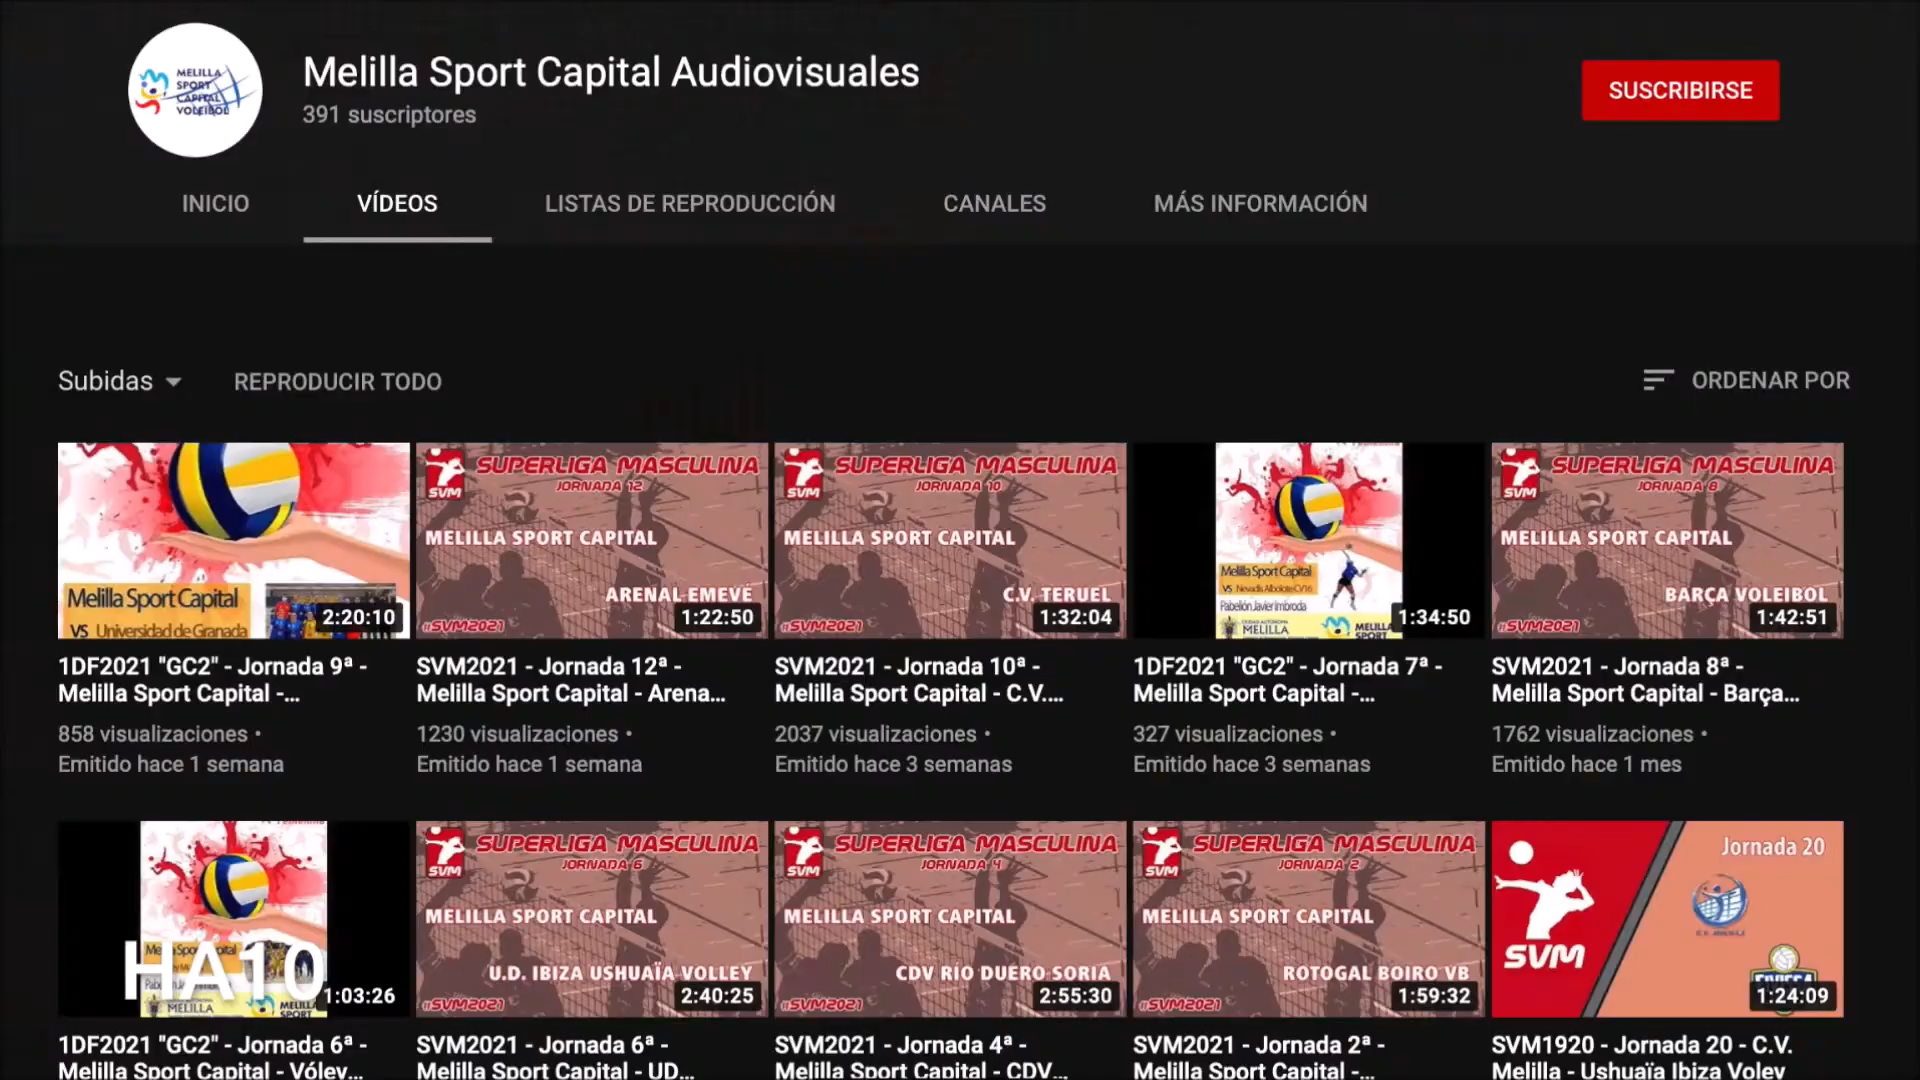 MELILLA
SPORT
CAPITAL
VOLEIBOL
Melilla Sport Capital Audiovisuales
391 suscriptores
SUSCRIBIRSE
INICIO
VÍDEOS
LISTAS DE REPRODUCCIÓN
CANALES
MÁS INFORMACIÓN
Subidas
REPRODUCIR TODO
ORDENAR POR
Melilla Sport Capital
VS Universidad de Granada
2:20:10
SVM
SUPERLIGA MASCULINA
JORNADA 12
MELILLA SPORT CAPITAL
ARENAL EMEVÉ
#SVM2021
1:22:50
SVM
SUPERLIGA MASCULINA
JORNADA 10
MELILLA SPORT CAPITAL
C.V. TERUEL
#SVM2021
1:32:04
Melilla Sport Capital
VS Nevadis Albolote CV16
Pabellón Javier Imbroda
MELILLA
MELILLA
SPORT
1:34:50
SVM
SUPERLIGA MASCULINA
JORNADA 8
MELILLA SPORT CAPITAL
BARÇA VOLEIBOL
#SVM2021
1:42:51
1DF2021 "GC2" - Jornada 9ª -
Melilla Sport Capital -...
858 visualizaciones •
Emitido hace 1 semana
SVM2021 - Jornada 12ª -
Melilla Sport Capital - Arena...
1230 visualizaciones •
Emitido hace 1 semana
SVM2021 - Jornada 10ª -
Melilla Sport Capital - C.V....
2037 visualizaciones •
Emitido hace 3 semanas
1DF2021 "GC2" - Jornada 7ª -
Melilla Sport Capital -...
327 visualizaciones •
Emitido hace 3 semanas
SVM2021 - Jornada 8ª -
Melilla Sport Capital - Barça...
1762 visualizaciones •
Emitido hace 1 mes
HA10
MELILLA
MELILLA
SPORT
1:03:26
SVM
SUPERLIGA MASCULINA
JORNADA 6
MELILLA SPORT CAPITAL
U.D. IBIZA USHUAÏA VOLLEY
#SVM2021
2:40:25
SVM
SUPERLIGA MASCULINA
JORNADA 4
MELILLA SPORT CAPITAL
CDV RÍO DUERO SORIA
#SVM2021
2:55:30
SVM
SUPERLIGA MASCULINA
JORNADA 2
MELILLA SPORT CAPITAL
ROTOGAL BOIRO VB
#SVM2021
1:59:32
Jornada 20
SVM
1:24:09
1DF2021 "GC2" - Jornada 6ª -
Melilla Sport Capital - Vóley...
SVM2021 - Jornada 6ª -
Melilla Sport Capital - UD...
SVM2021 - Jornada 4ª -
Melilla Sport Capital - CDV...
SVM2021 - Jornada 2ª -
Melilla Sport Capital -...
SVM1920 - Jornada 20 - C.V.
Melilla - Ushuaïa Ibiza Voley